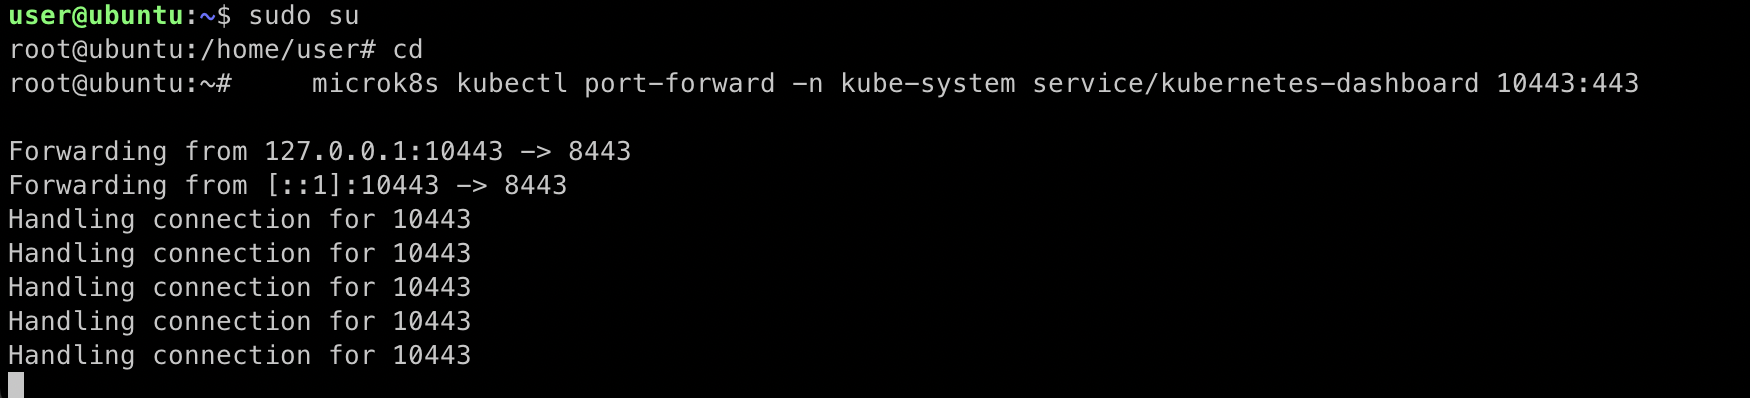 user@ubuntu:~$ sudo su
root@ubuntu:/home/user# cd
root@ubuntu:~#     microk8s kubectl port-forward -n kube-system service/kubernetes-dashboard 10443:443
Forwarding from 127.0.0.1:10443 -> 8443
Forwarding from [::1]:10443 -> 8443
Handling connection for 10443
Handling connection for 10443
Handling connection for 10443
Handling connection for 10443
Handling connection for 10443